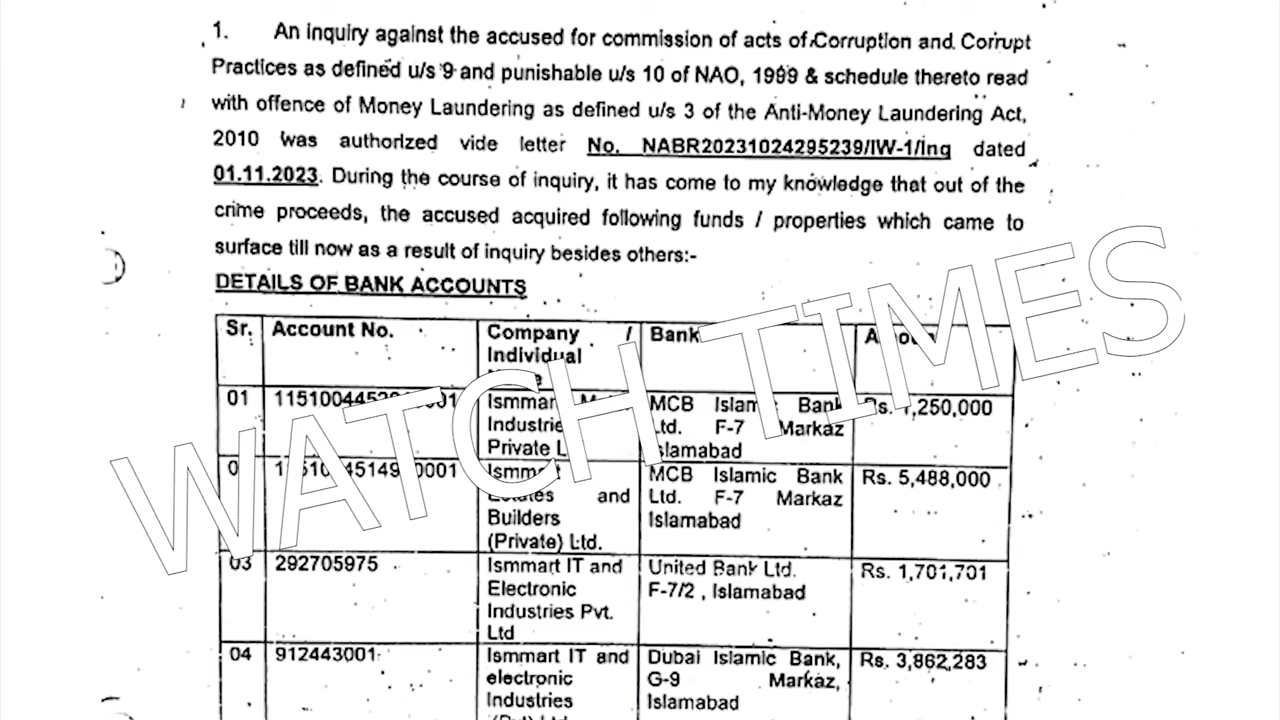 1. An inquiry against the accused for commission of acts of Corruption and Corrupt
Practices as defined u/s 9 and punishable u/s 10 of NAO, 1999 & schedule thereto read
with offence of Money Laundering as defined u/s 3 of the Anti-Money Laundering Act,
2010 was authorized vide letter No. NABR20231024295239/IW-1/Inq dated
01.11.2023. During the course of inquiry, it has come to my knowledge that out of the
crime proceeds, the accused acquired following funds / properties which came to
surface till now as a result of inquiry besides others:-
DETAILS OF BANK ACCOUNTS
Sr. Account No. Company / Bank
Individual
01 Ismmart MCB Islamic Bank
Ltd. F-7 Markaz
Private Islamabad
Ismmart MCB Islamic Bank Rs. 5,488,000
Estates and Ltd. F-7 Markaz
Builders Islamabad
(Private) Ltd.
03 292705975 Ismmart IT and United Bank Ltd. Rs. 1,701,701
Electronic F-7/2 , Islamabad
Industries Pvt.
Ltd
04 912443001 Ismmart IT and Dubai Islamic Bank, Rs. 3,862,283
electronic G-9 Markaz,
Industries Islamabad
WATCH TIMES